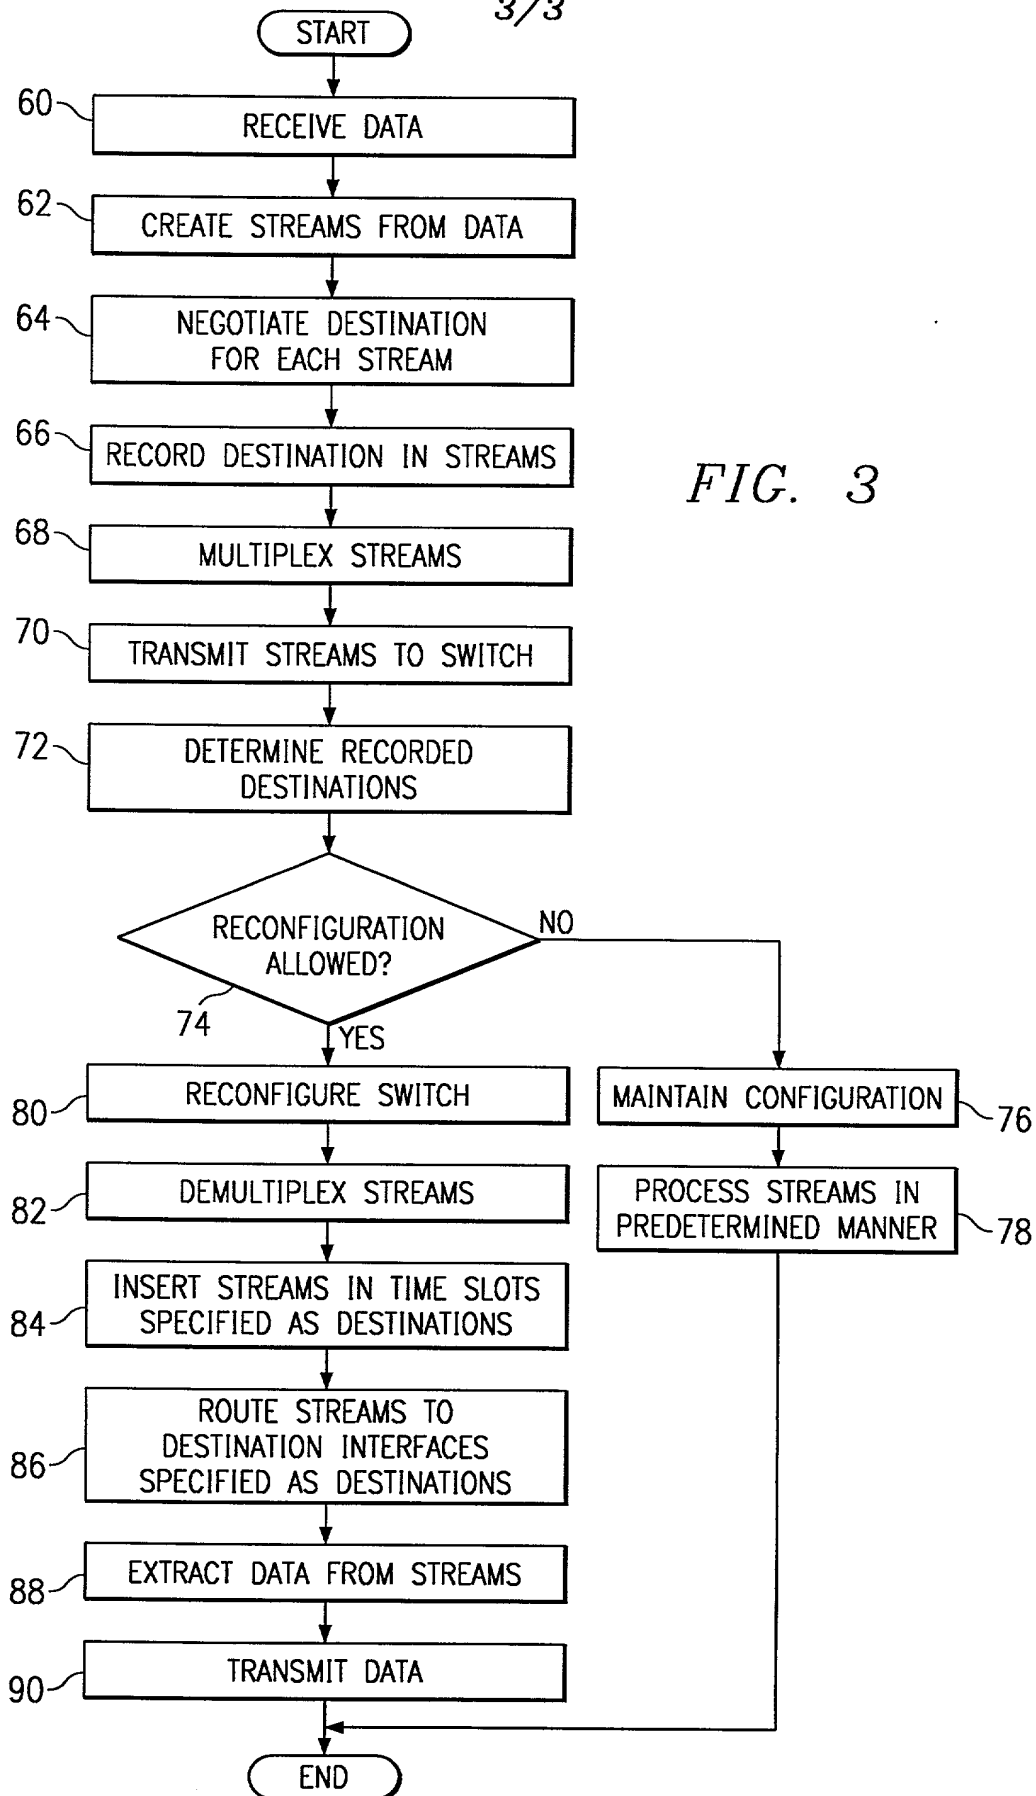 3/3
START
60
RECEIVE DATA
62
CREATE STREAMS FROM DATA
64
NEGOTIATE DESTINATION
FOR EACH STREAM
66
RECORD DESTINATION IN STREAMS
FIG. 3
68
MULTIPLEX STREAMS
70
TRANSMIT STREAMS TO SWITCH
72
DETERMINE RECORDED
DESTINATIONS
RECONFIGURATION
ALLOWED?
NO
74
YES
80
RECONFIGURE SWITCH
MAINTAIN CONFIGURATION
76
82
DEMULTIPLEX STREAMS
PROCESS STREAMS IN
PREDETERMINED MANNER
78
84
INSERT STREAMS IN TIME SLOTS
SPECIFIED AS DESTINATIONS
86
ROUTE STREAMS TO
DESTINATION INTERFACES
SPECIFIED AS DESTINATIONS
88
EXTRACT DATA FROM STREAMS
90
TRANSMIT DATA
END